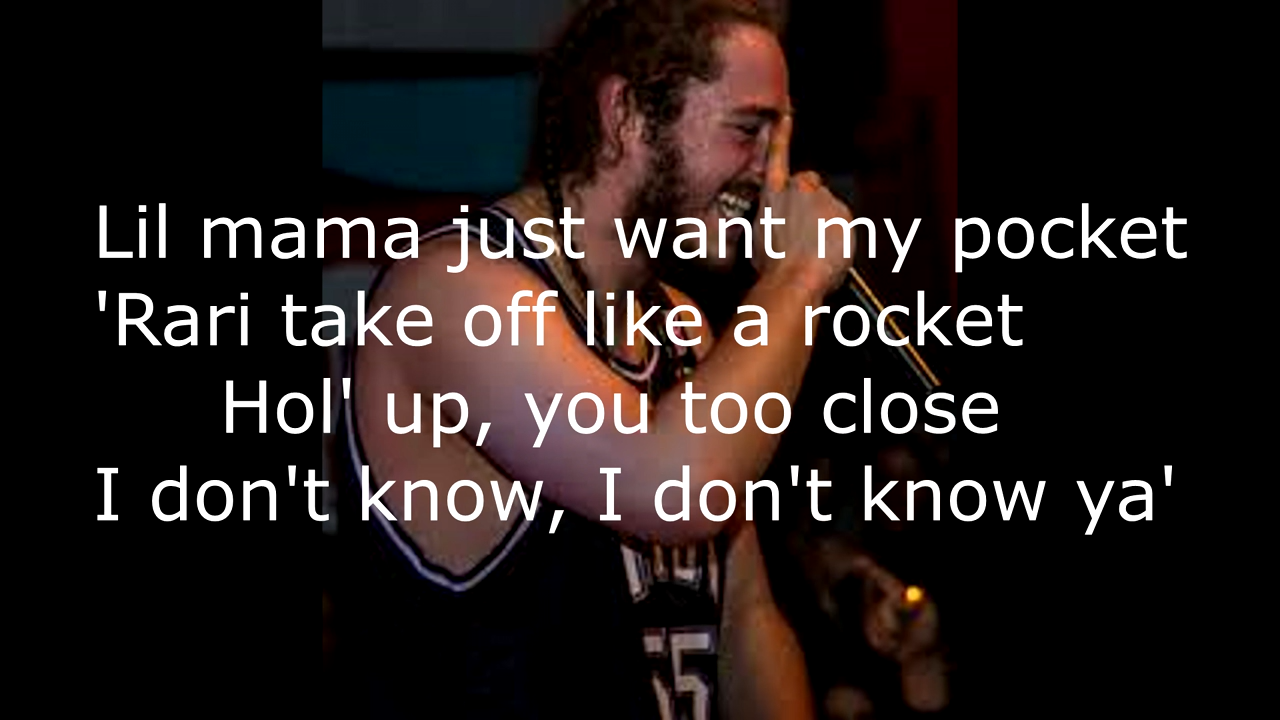 Lil mama just want my pocket
'Rari take off like a rocket
Hol' up, you too close
I don't know, I don't know ya'
55